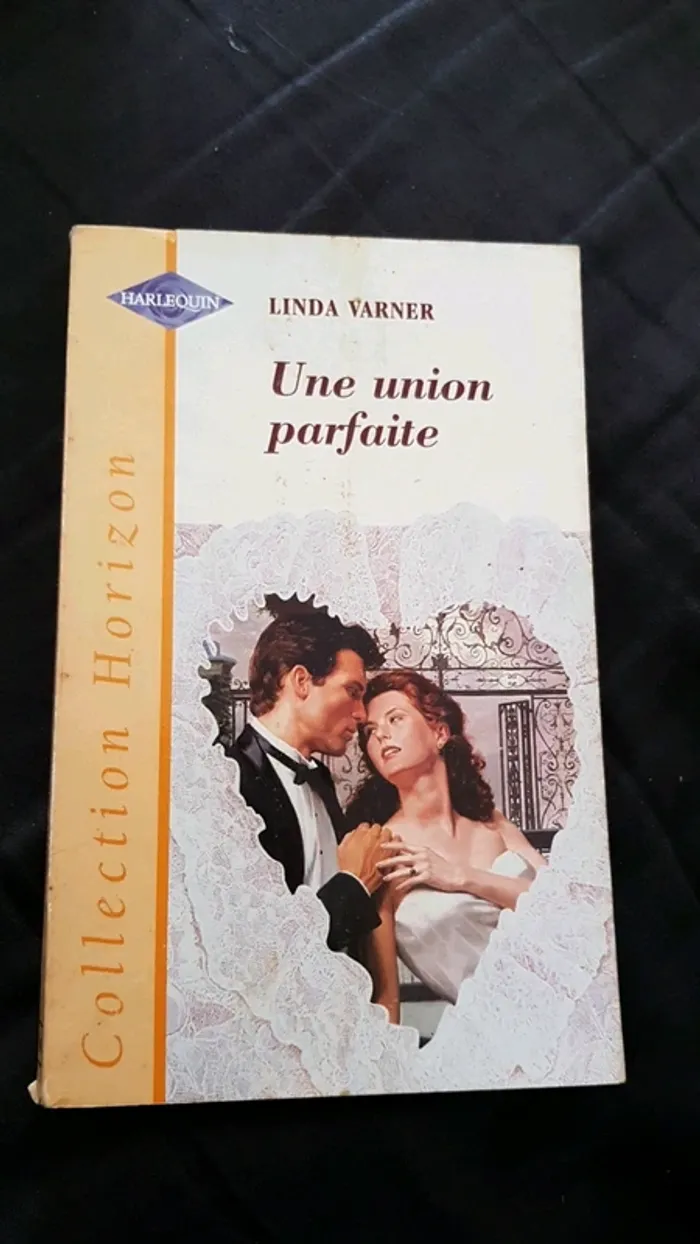 HARLEQUIN
LINDA VARNER
Une union
parfaite
Collection Horizon